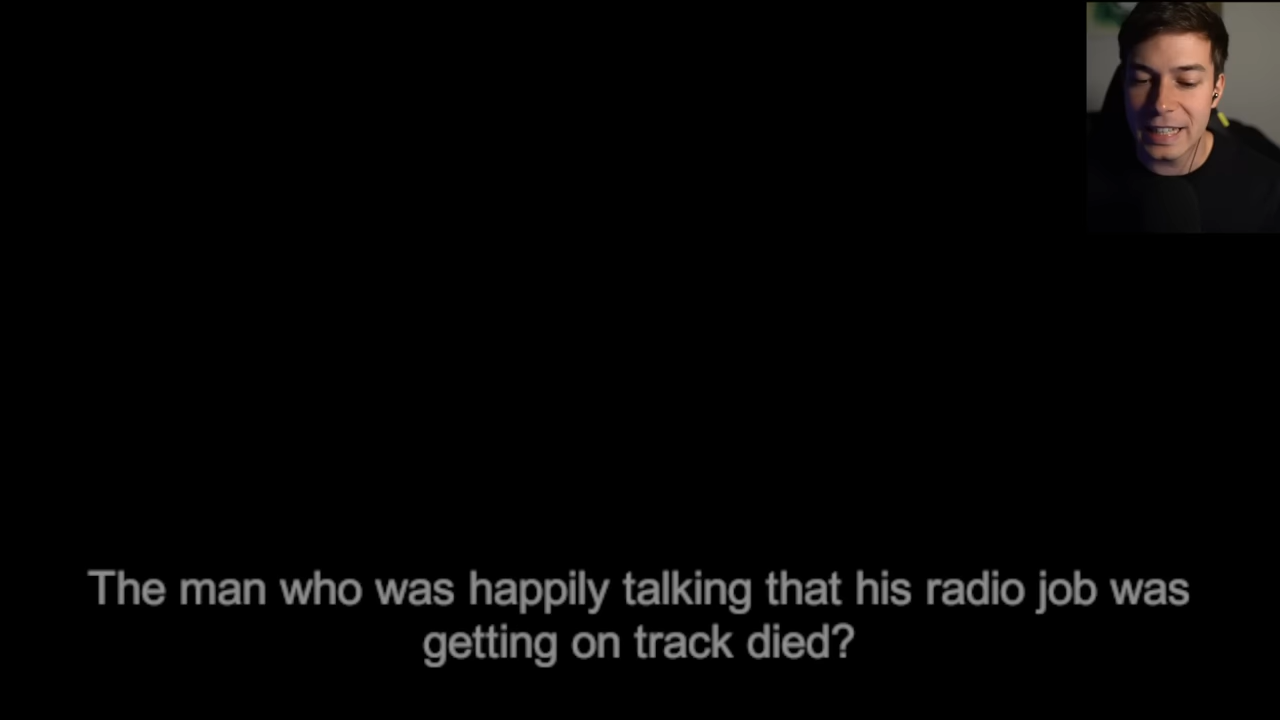 The man who was happily talking that his radio job was
getting on track died?